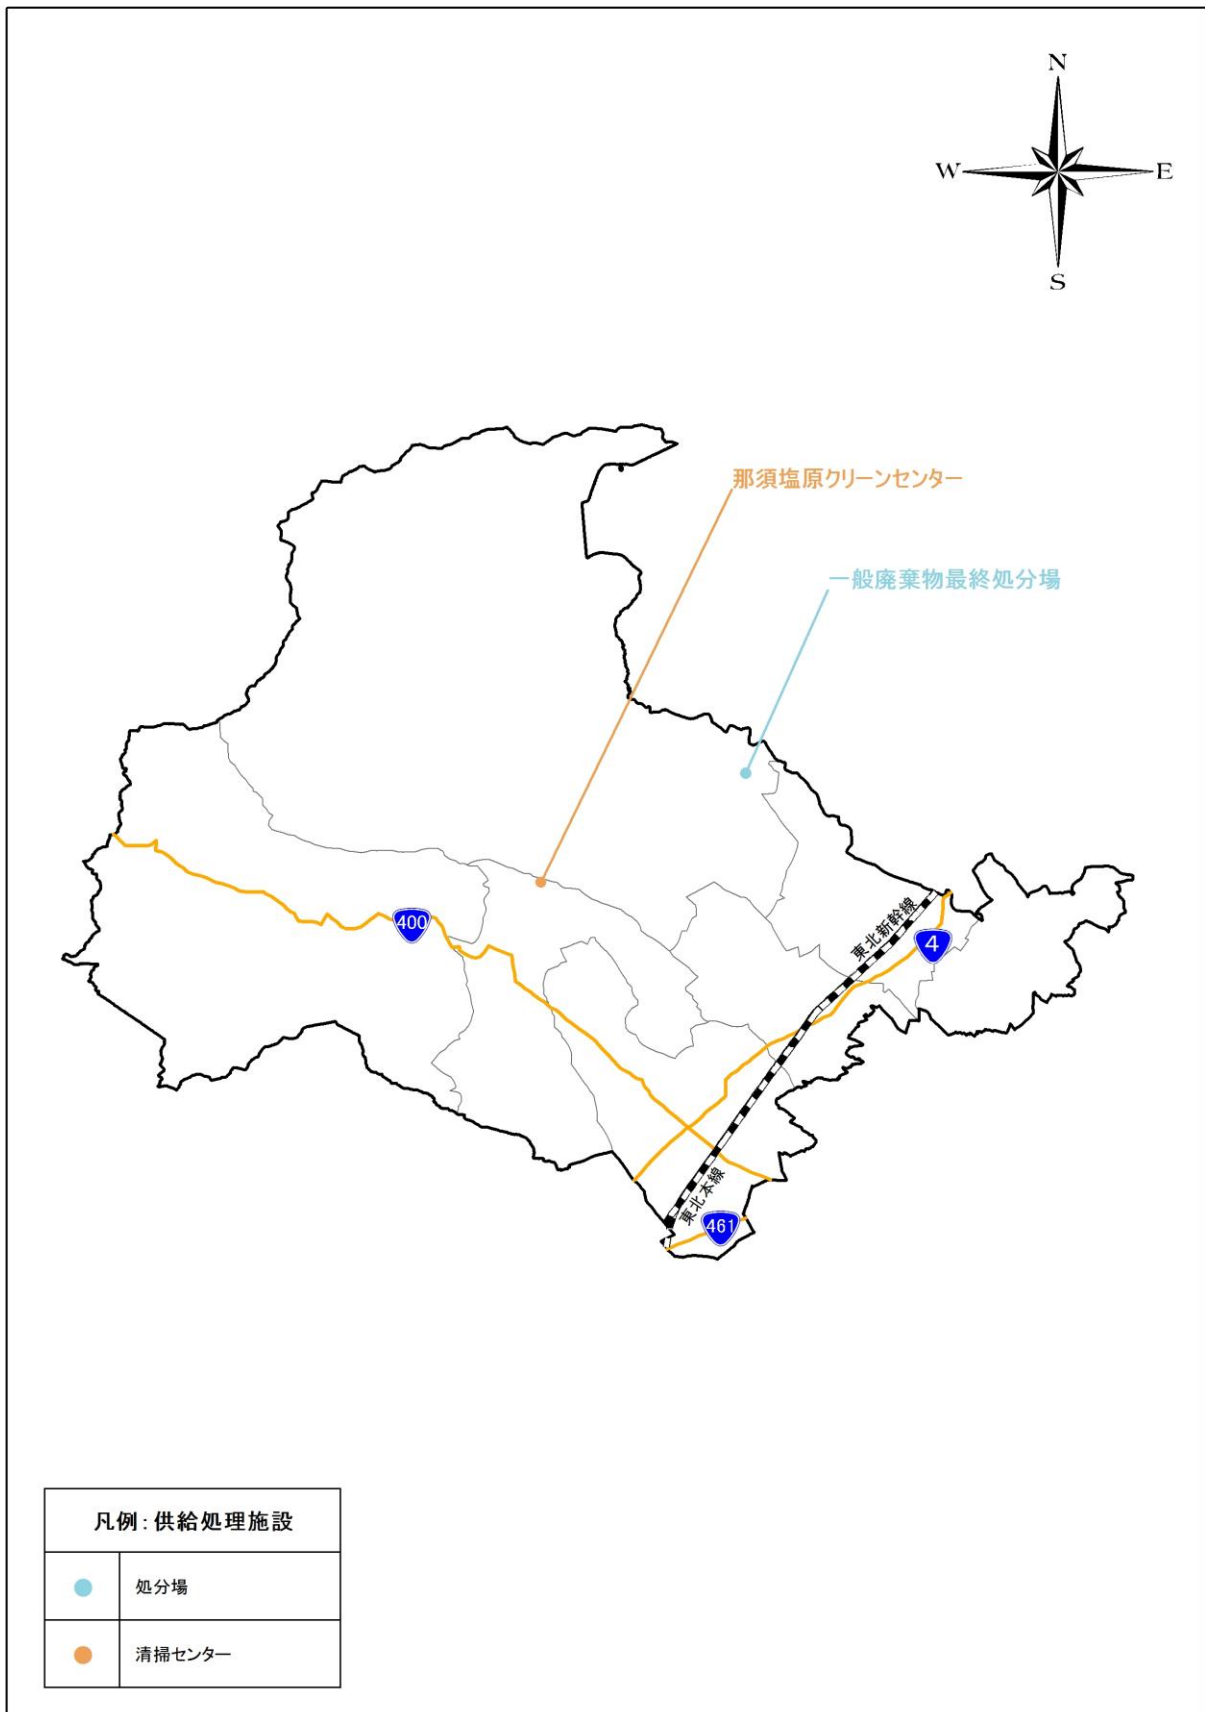 N
W
E
S
那須塩原クリーンセンター
一般廃棄物最終処分場
東北新幹線
4
400
東北本線
461
凡例：供給処理施設
処分場
清掃センター